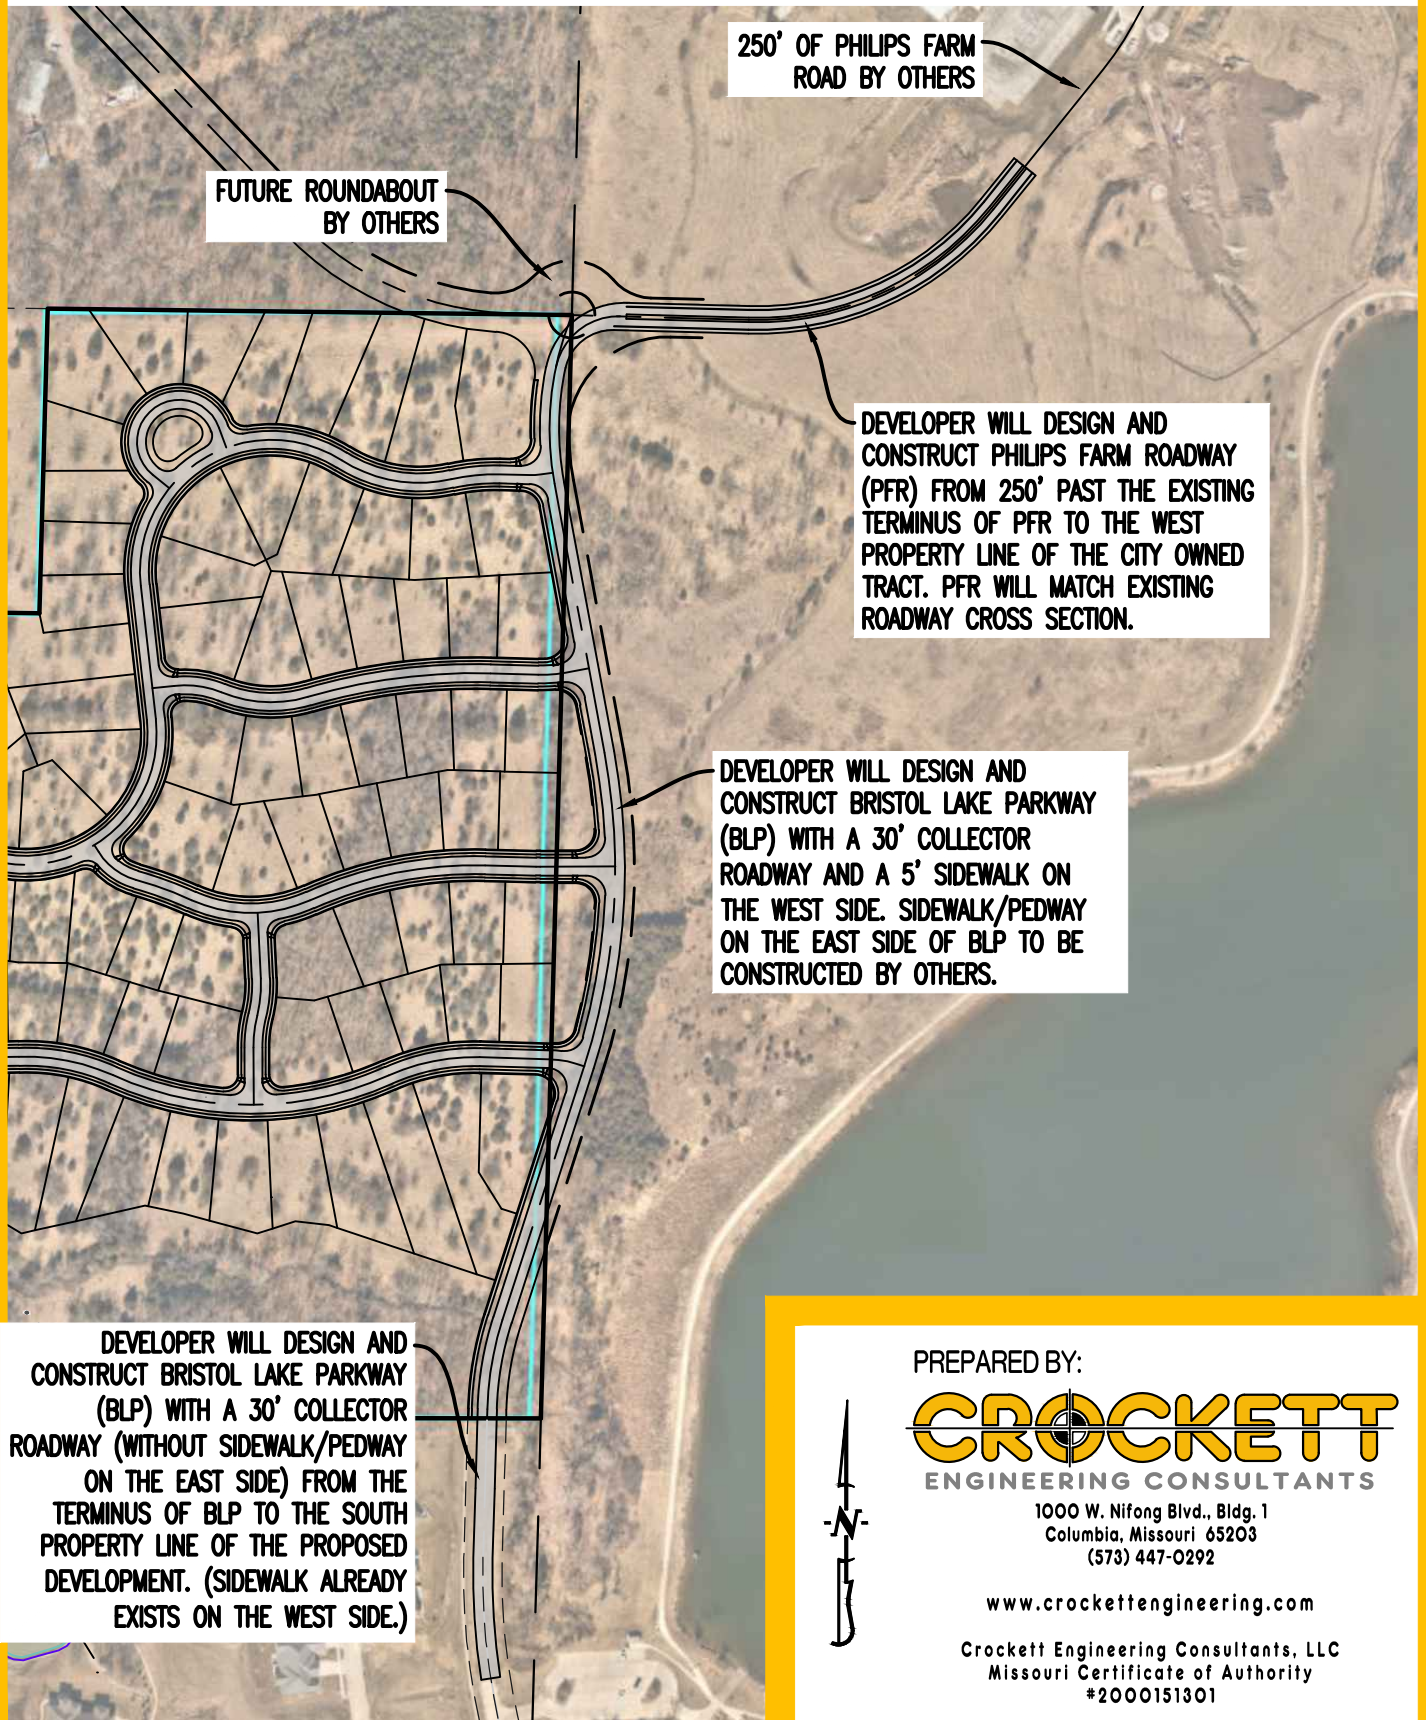 250' OF PHILIPS FARM
ROAD BY OTHERS
FUTURE ROUNDABOUT
BY OTHERS
DEVELOPER WILL DESIGN AND
CONSTRUCT PHILIPS FARM ROADWAY
(PFR) FROM 250' PAST THE EXISTING
TERMINUS OF PFR TO THE WEST
PROPERTY LINE OF THE CITY OWNED
TRACT. PFR WILL MATCH EXISTING
ROADWAY CROSS SECTION.
DEVELOPER WILL DESIGN AND
CONSTRUCT BRISTOL LAKE PARKWAY
(BLP) WITH A 30' COLLECTOR
ROADWAY AND A 5' SIDEWALK ON
THE WEST SIDE. SIDEWALK/PEDWAY
ON THE EAST SIDE OF BLP TO BE
CONSTRUCTED BY OTHERS.
DEVELOPER WILL DESIGN AND
CONSTRUCT BRISTOL LAKE PARKWAY
(BLP) WITH A 30' COLLECTOR
ROADWAY (WITHOUT SIDEWALK/PEDWAY
ON THE EAST SIDE) FROM THE
TERMINUS OF BLP TO THE SOUTH
PROPERTY LINE OF THE PROPOSED
DEVELOPMENT. (SIDEWALK ALREADY
EXISTS ON THE WEST SIDE.)
N
PREPARED BY:
CROCKETT
ENGINEERING CONSULTANTS
1000 W. Nifong Blvd., Bldg. 1
Columbia, Missouri 65203
(573) 447-0292
www.crockettengineering.com
Crockett Engineering Consultants, LLC
Missouri Certificate of Authority
#2000151301